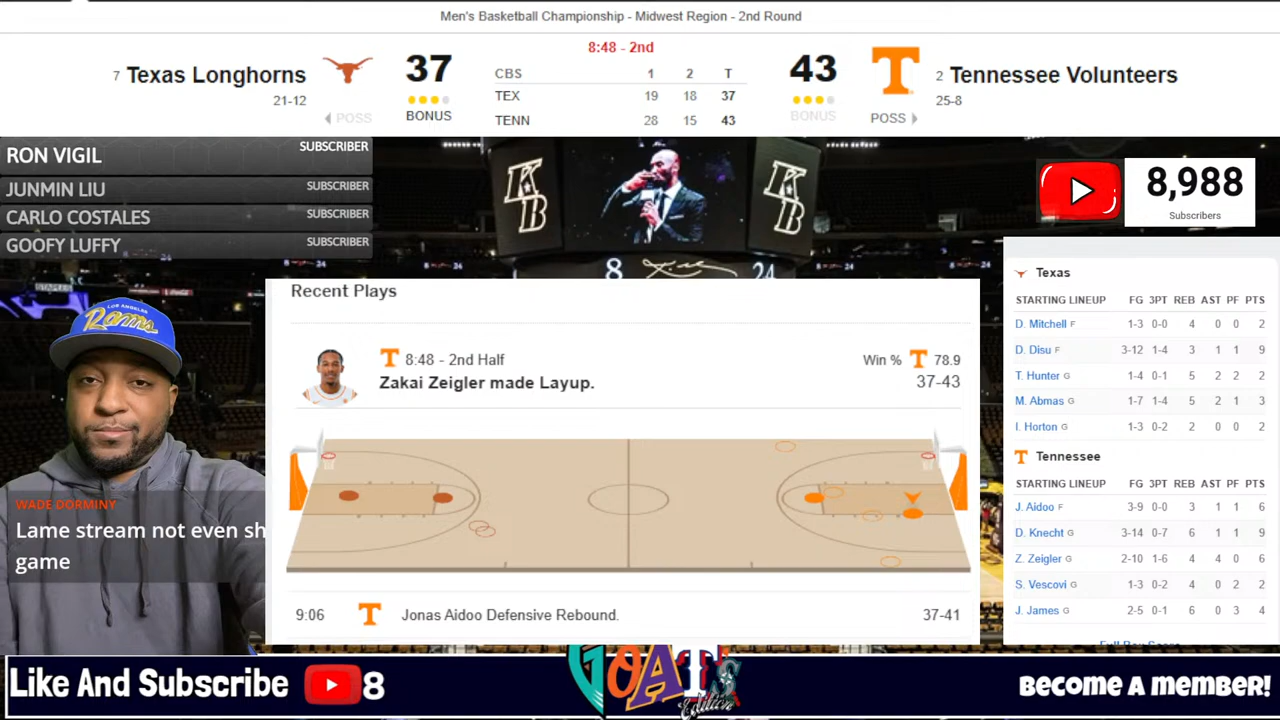 Men's Basketball Championship - Midwest Region - 2nd Round
8:48 - 2nd
7 Texas Longhorns
21-12
37
POSS
BONUS
CBS 1 2 T
TEX 19 18 37
TENN 28 15 43
43
BONUS
POSS
2 Tennessee Volunteers
25-8
RON VIGIL SUBSCRIBER
JUNMIN LIU SUBSCRIBER
CARLO COSTALES SUBSCRIBER
GOOFY LUFFY SUBSCRIBER
K
B
K
B
8 24
8,988
Subscribers
Recent Plays
T 8:48 - 2nd Half
Zakai Zeigler made Layup.
Win % T 78.9
37-43
9:06 T Jonas Aidoo Defensive Rebound. 37-41
Texas
STARTING LINEUP FG 3PT REB AST PF PTS
D. Mitchell F 1-3 0-0 4 0 0 2
D. Disu F 3-12 1-4 3 1 1 9
T. Hunter G 1-4 0-1 5 2 2 2
M. Abmas G 1-7 1-4 5 2 1 3
I. Horton G 1-3 0-2 2 0 0 2
T Tennessee
STARTING LINEUP FG 3PT REB AST PF PTS
J. Aidoo F 3-9 0-0 3 1 1 6
D. Knecht G 3-14 0-7 6 1 1 9
Z. Zeigler G 2-10 1-6 4 4 0 6
S. Vescovi G 1-3 0-2 4 0 2 2
J. James G 2-5 0-1 6 0 3 4
LOS ANGELES
Rams
WADE DORMINY
Lame stream not even sh
game
Like And Subscribe 8
GOATS
Edition
BECOME A MEMBER!